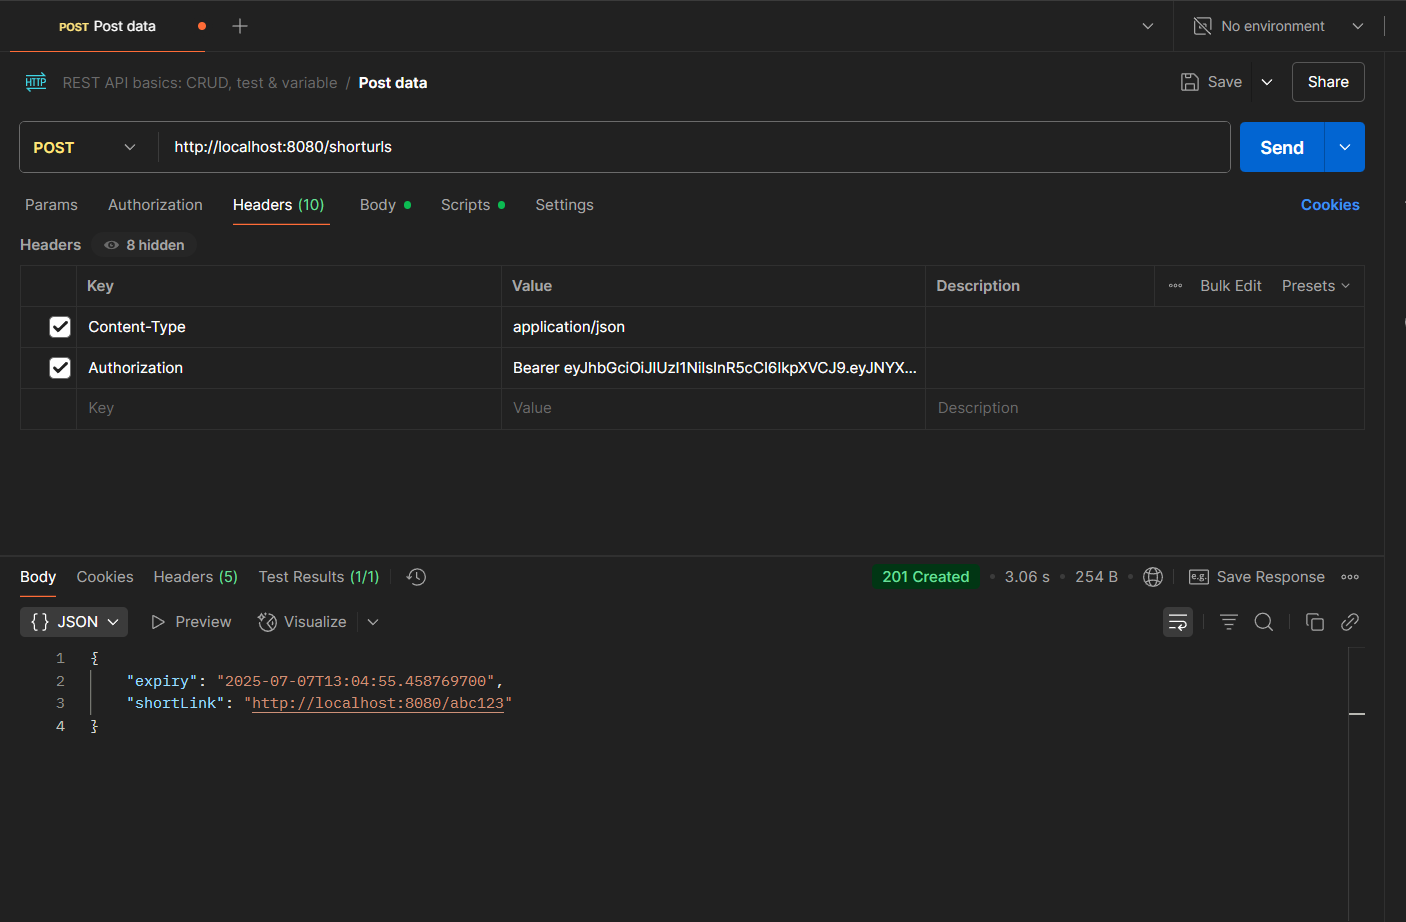 POST Post data
No environment
HTTP REST API basics: CRUD, test & variable / Post data
Save
Share
POST
http://localhost:8080/shorturls
Send
Params
Authorization
Headers (10)
Body
Scripts
Settings
Cookies
Headers
8 hidden
Key
Value
Description
Bulk Edit
Presets
Content-Type
application/json
Authorization
Bearer eyJhbGciOiJIUzI1NiIsInR5cCI6IkpXVCJ9.eyJNYX...
Key
Value
Description
Body
Cookies
Headers (5)
Test Results (1/1)
201 Created
3.06 s
254 B
e.g. Save Response
{} JSON
Preview
Visualize
1 {
2 "expiry": "2025-07-07T13:04:55.458769700",
3 "shortLink": "http://localhost:8080/abc123"
4 }